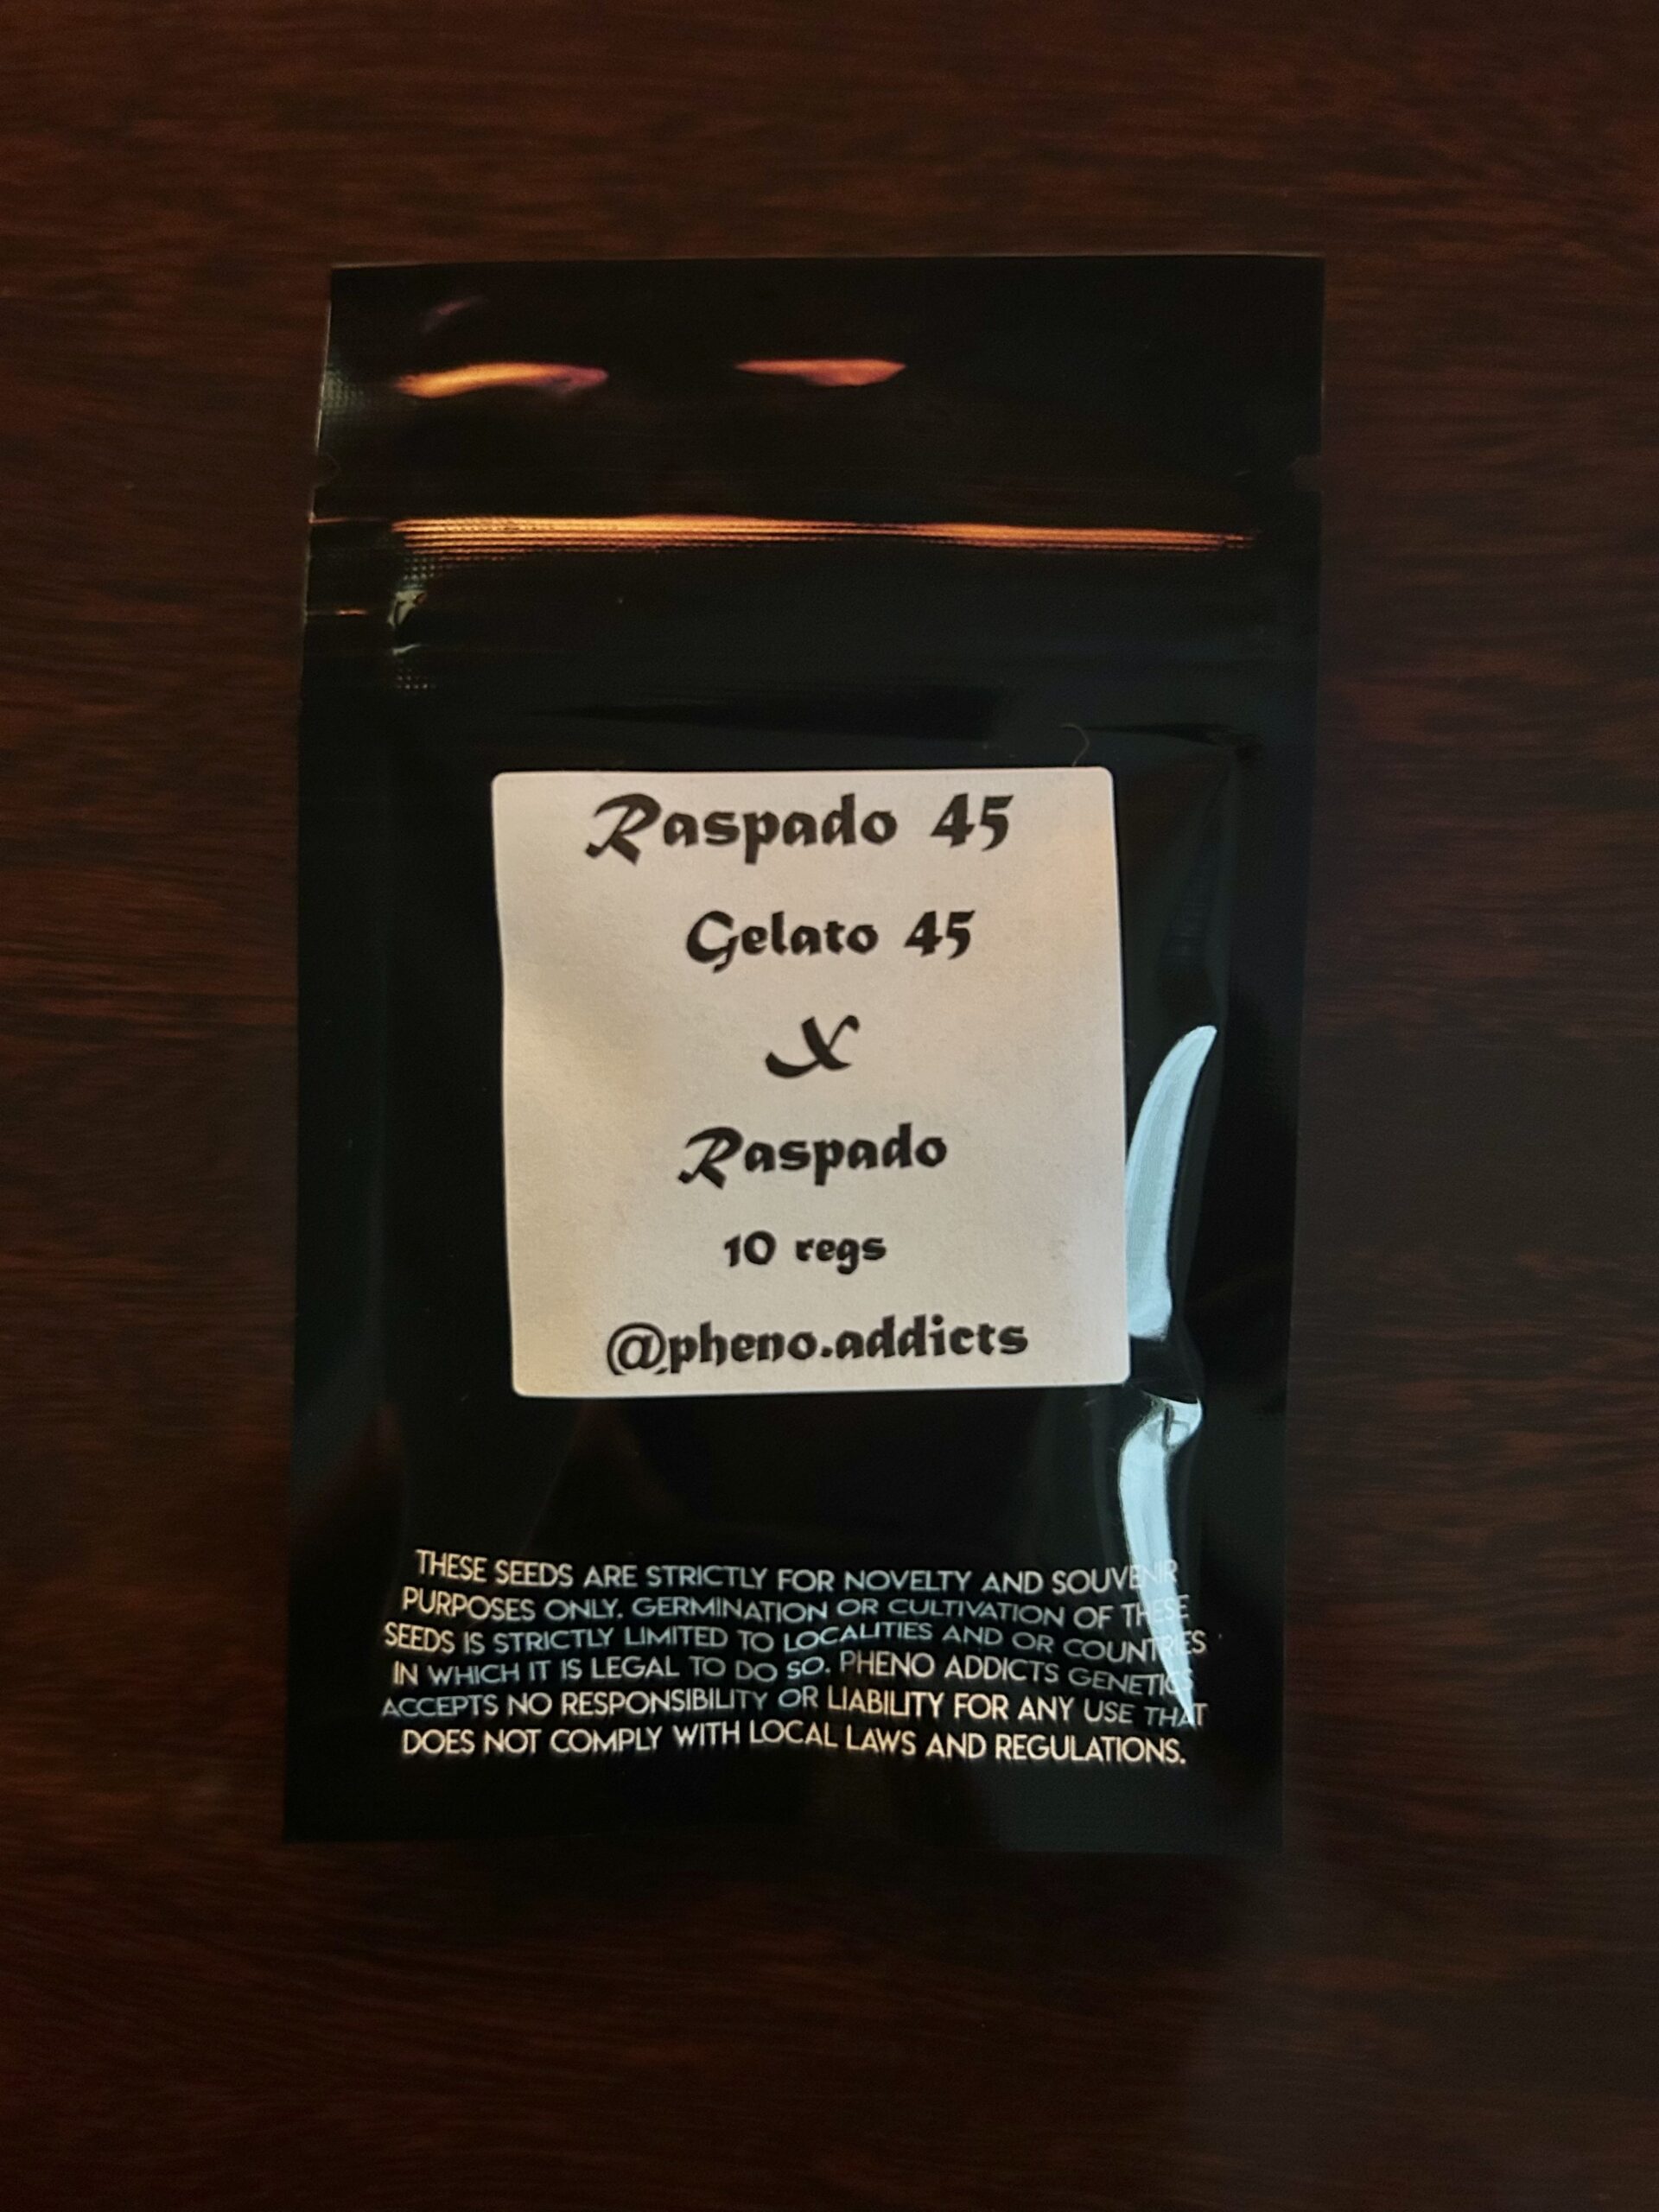 Raspado 45
Gelato 45
X
Raspado
10 regs
@pheno.addicts
THESE SEEDS ARE STRICTLY FOR NOVELTY AND SOUVENIR
PURPOSES ONLY. GERMINATION OR CULTIVATION OF THESE
SEEDS IS STRICTLY LIMITED TO LOCALITIES AND OR COUNTRIES
IN WHICH IT IS LEGAL TO DO SO. PHENO ADDICTS GENETICS
ACCEPTS NO RESPONSIBILITY OR LIABILITY FOR ANY USE THAT
DOES NOT COMPLY WITH LOCAL LAWS AND REGULATIONS.